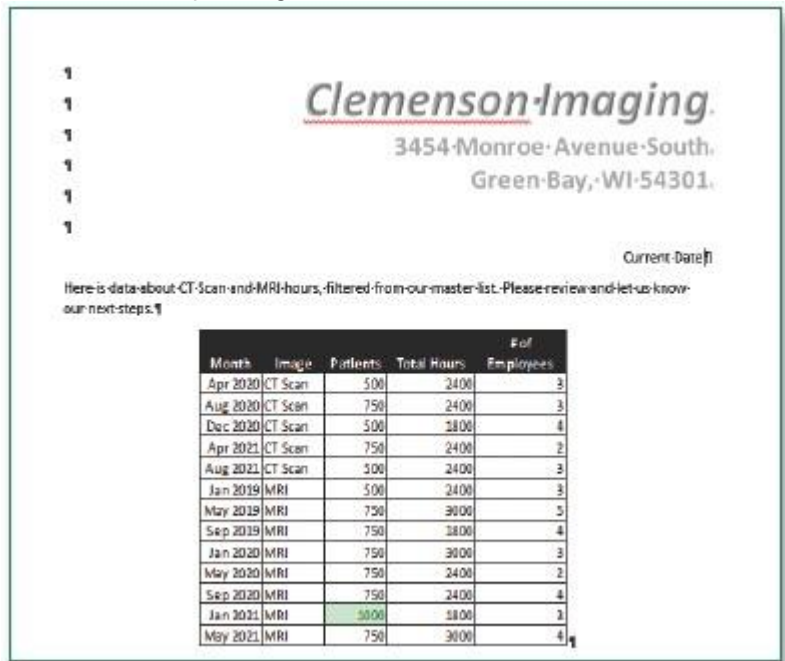 Clemenson Imaging
3454 Monroe Avenue South
Green Bay, WI 54301
Current Date
Here is data about CT Scan and MRI hours, filtered from our master list. Please review and let us know
our next steps.
# of
Month Image Patients Total Hours Employees
Apr 2020 CT Scan 500 2400 3
Aug 2020 CT Scan 750 2400 3
Dec 2020 CT Scan 500 1800 4
Apr 2021 CT Scan 750 2400 2
Aug 2021 CT Scan 500 2400 3
Jan 2019 MRI 500 2400 3
May 2019 MRI 750 3000 5
Sep 2019 MRI 750 1800 4
Jan 2020 MRI 750 3000 3
May 2020 MRI 750 2400 2
Sep 2020 MRI 750 2400 4
Jan 2021 MRI 1000 1800
May 2021 MRI 750 3000 4